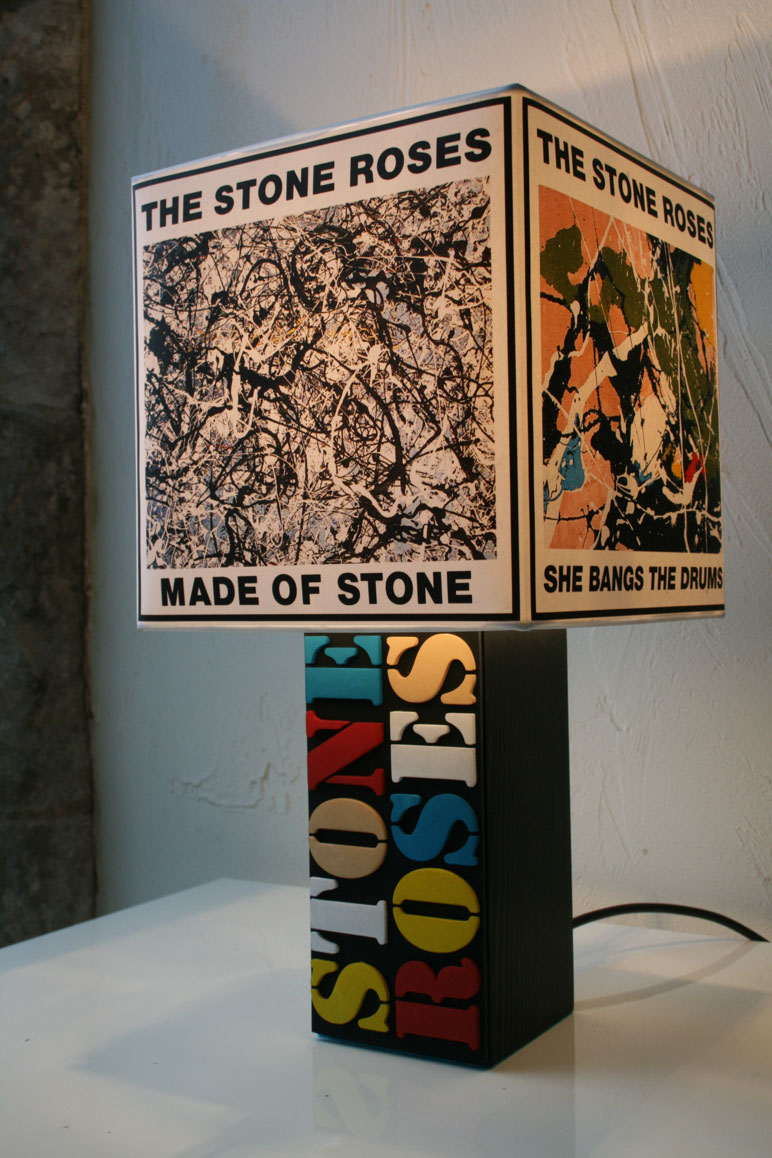 THE STONE ROSES
MADE OF STONE
THE STONE ROSES
SHE BANGS THE DRUMS
STONE
ROSES